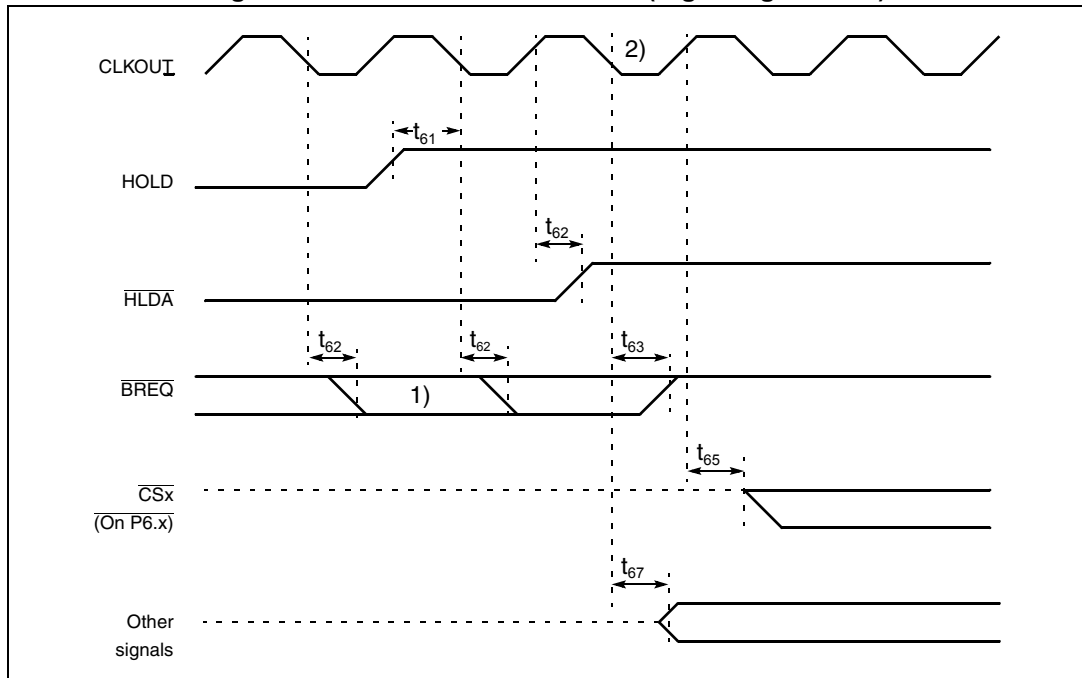 CLKOUT
2)
t61
HOLD
t62
HLDA
t62
t62
t63
BREQ
1)
t65
CSx
(On P6.x)
t67
Other
signals